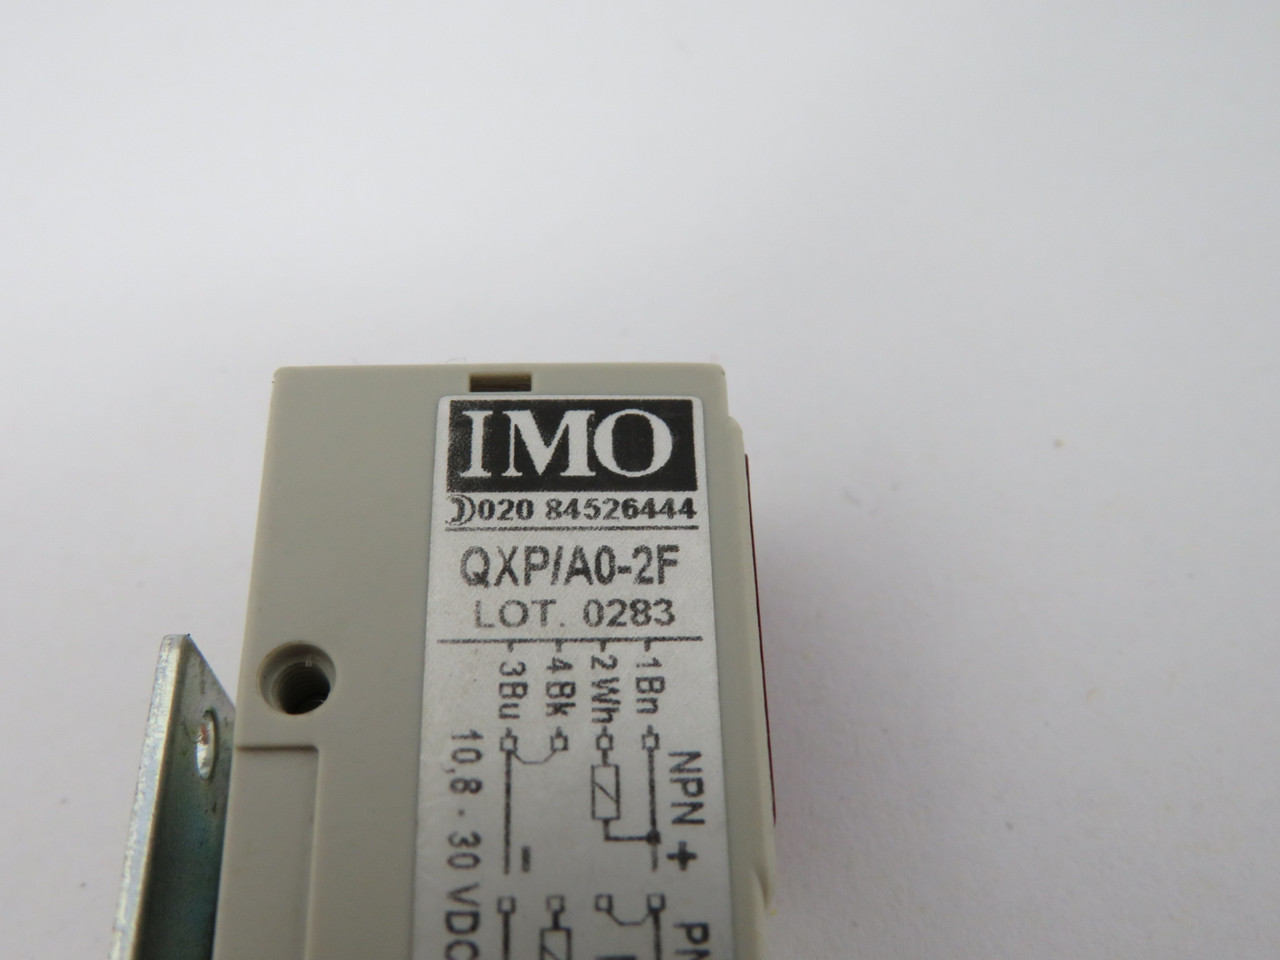 IMO
020 84526444
QXP/A0-2F
LOT. 0283
1Bn
2Wh
4Bk
3Bu
NPN +
-
10,8 - 30 VDC